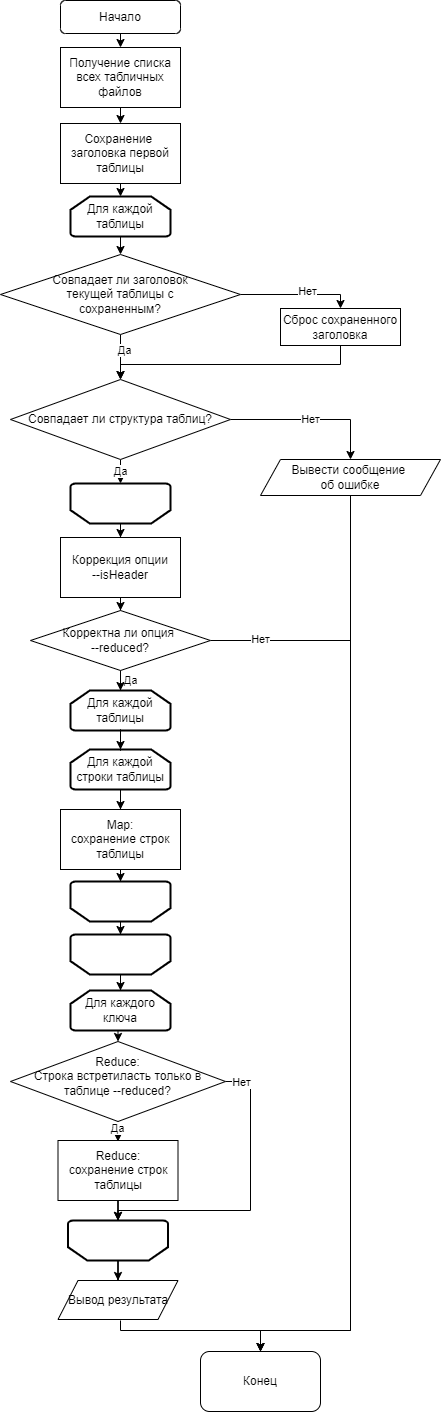 Начало
Получение списка
всех табличных
файлов
Сохранение
заголовка первой
таблицы
Для каждой
таблицы
Совпадает ли заголовок
текущей таблицы с
сохраненным?
Нет
Сброс сохраненного
заголовка
Да
Совпадает ли структура таблиц?
Нет
Вывести сообщение
об ошибке
Да
Коррекция опции
--isHeader
Корректна ли опция
--reduced?
Нет
Да
Для каждой
таблицы
Для каждой
строки таблицы
Map:
сохранение строк
таблицы
Для каждого
ключа
Reduce:
Строка встретиласть только в
таблице --reduced?
Нет
Да
Reduce:
сохранение строк
таблицы
Вывод результата
Конец